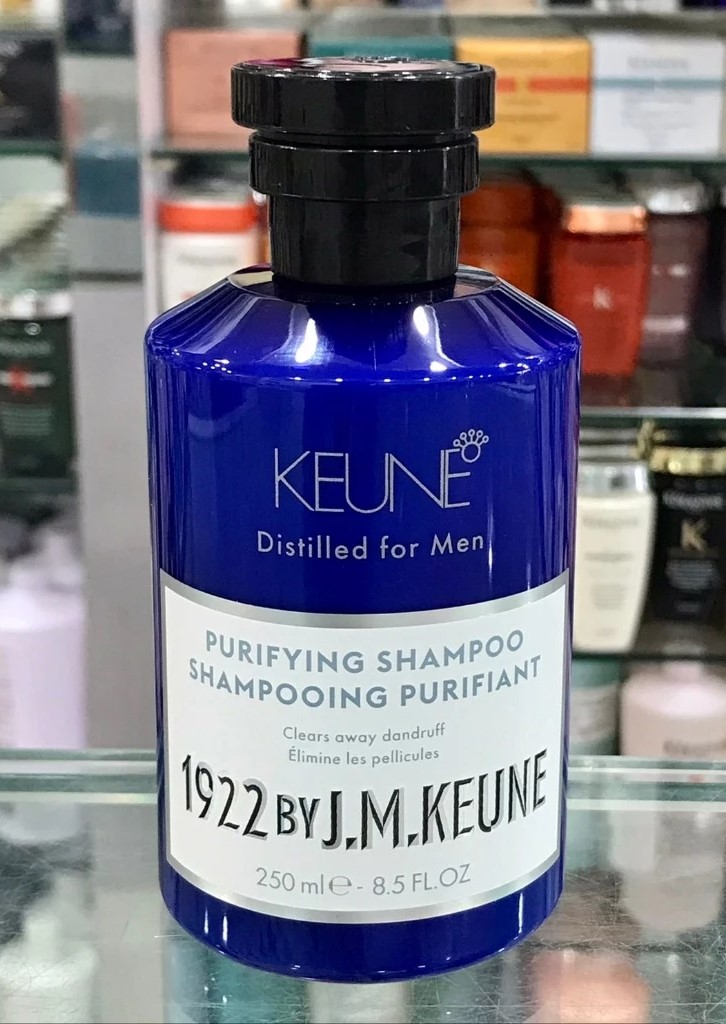 KEUNE
Distilled for Men
PURIFYING SHAMPOO
SHAMPOOING PURIFIANT
Clears away dandruff
Élimine les pellicules
1922 BY J.M.KEUNE
250 ml ℮ - 8.5 FL.OZ
K
K